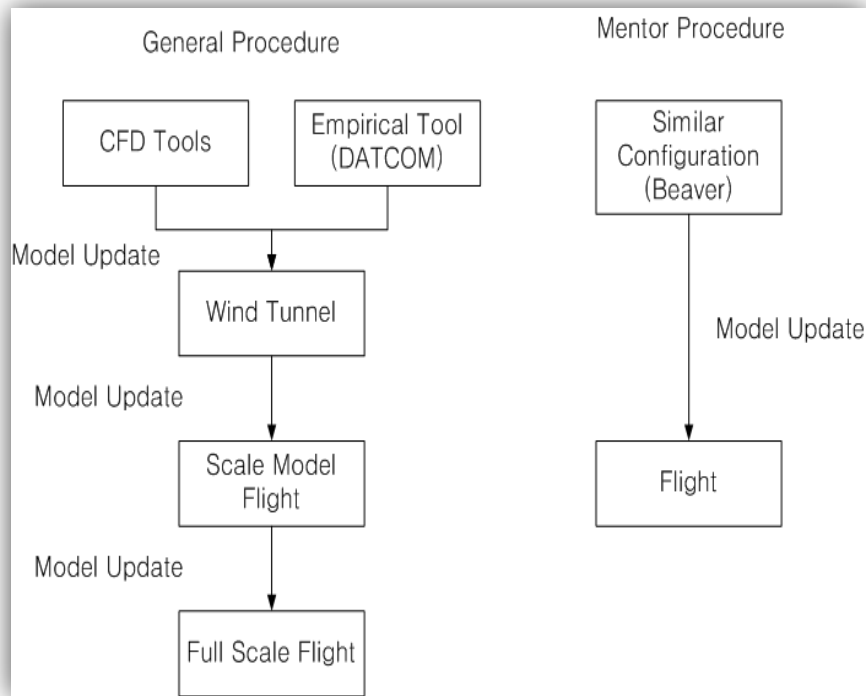 General Procedure
CFD Tools
Empirical Tool
(DATCOM)
Model Update
Wind Tunnel
Model Update
Scale Model
Flight
Model Update
Full Scale Flight
Mentor Procedure
Similar
Configuration
(Beaver)
Model Update
Flight